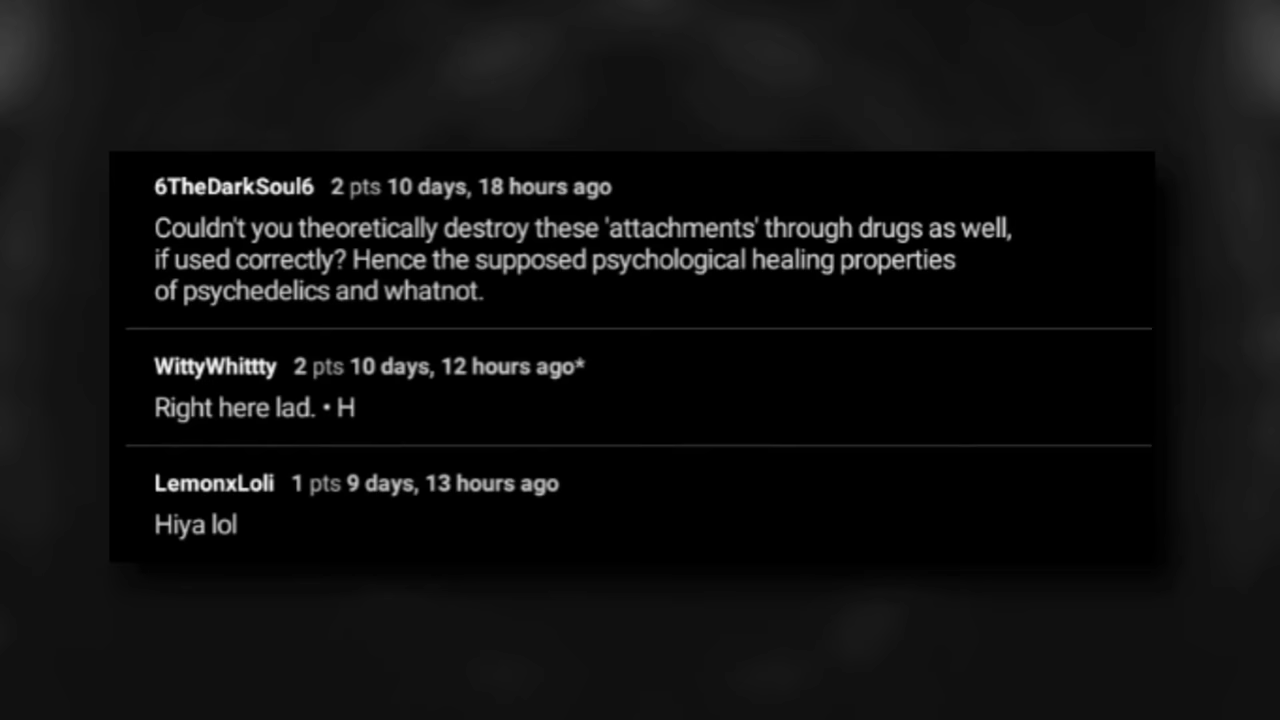 6TheDarkSoul6 2 pts 10 days, 18 hours ago
Couldn't you theoretically destroy these 'attachments' through drugs as well,
if used correctly? Hence the supposed psychological healing properties
of psychedelics and whatnot.
WittyWhittty 2 pts 10 days, 12 hours ago*
Right here lad. • H
LemonxLoli 1 pts 9 days, 13 hours ago
Hiya lol